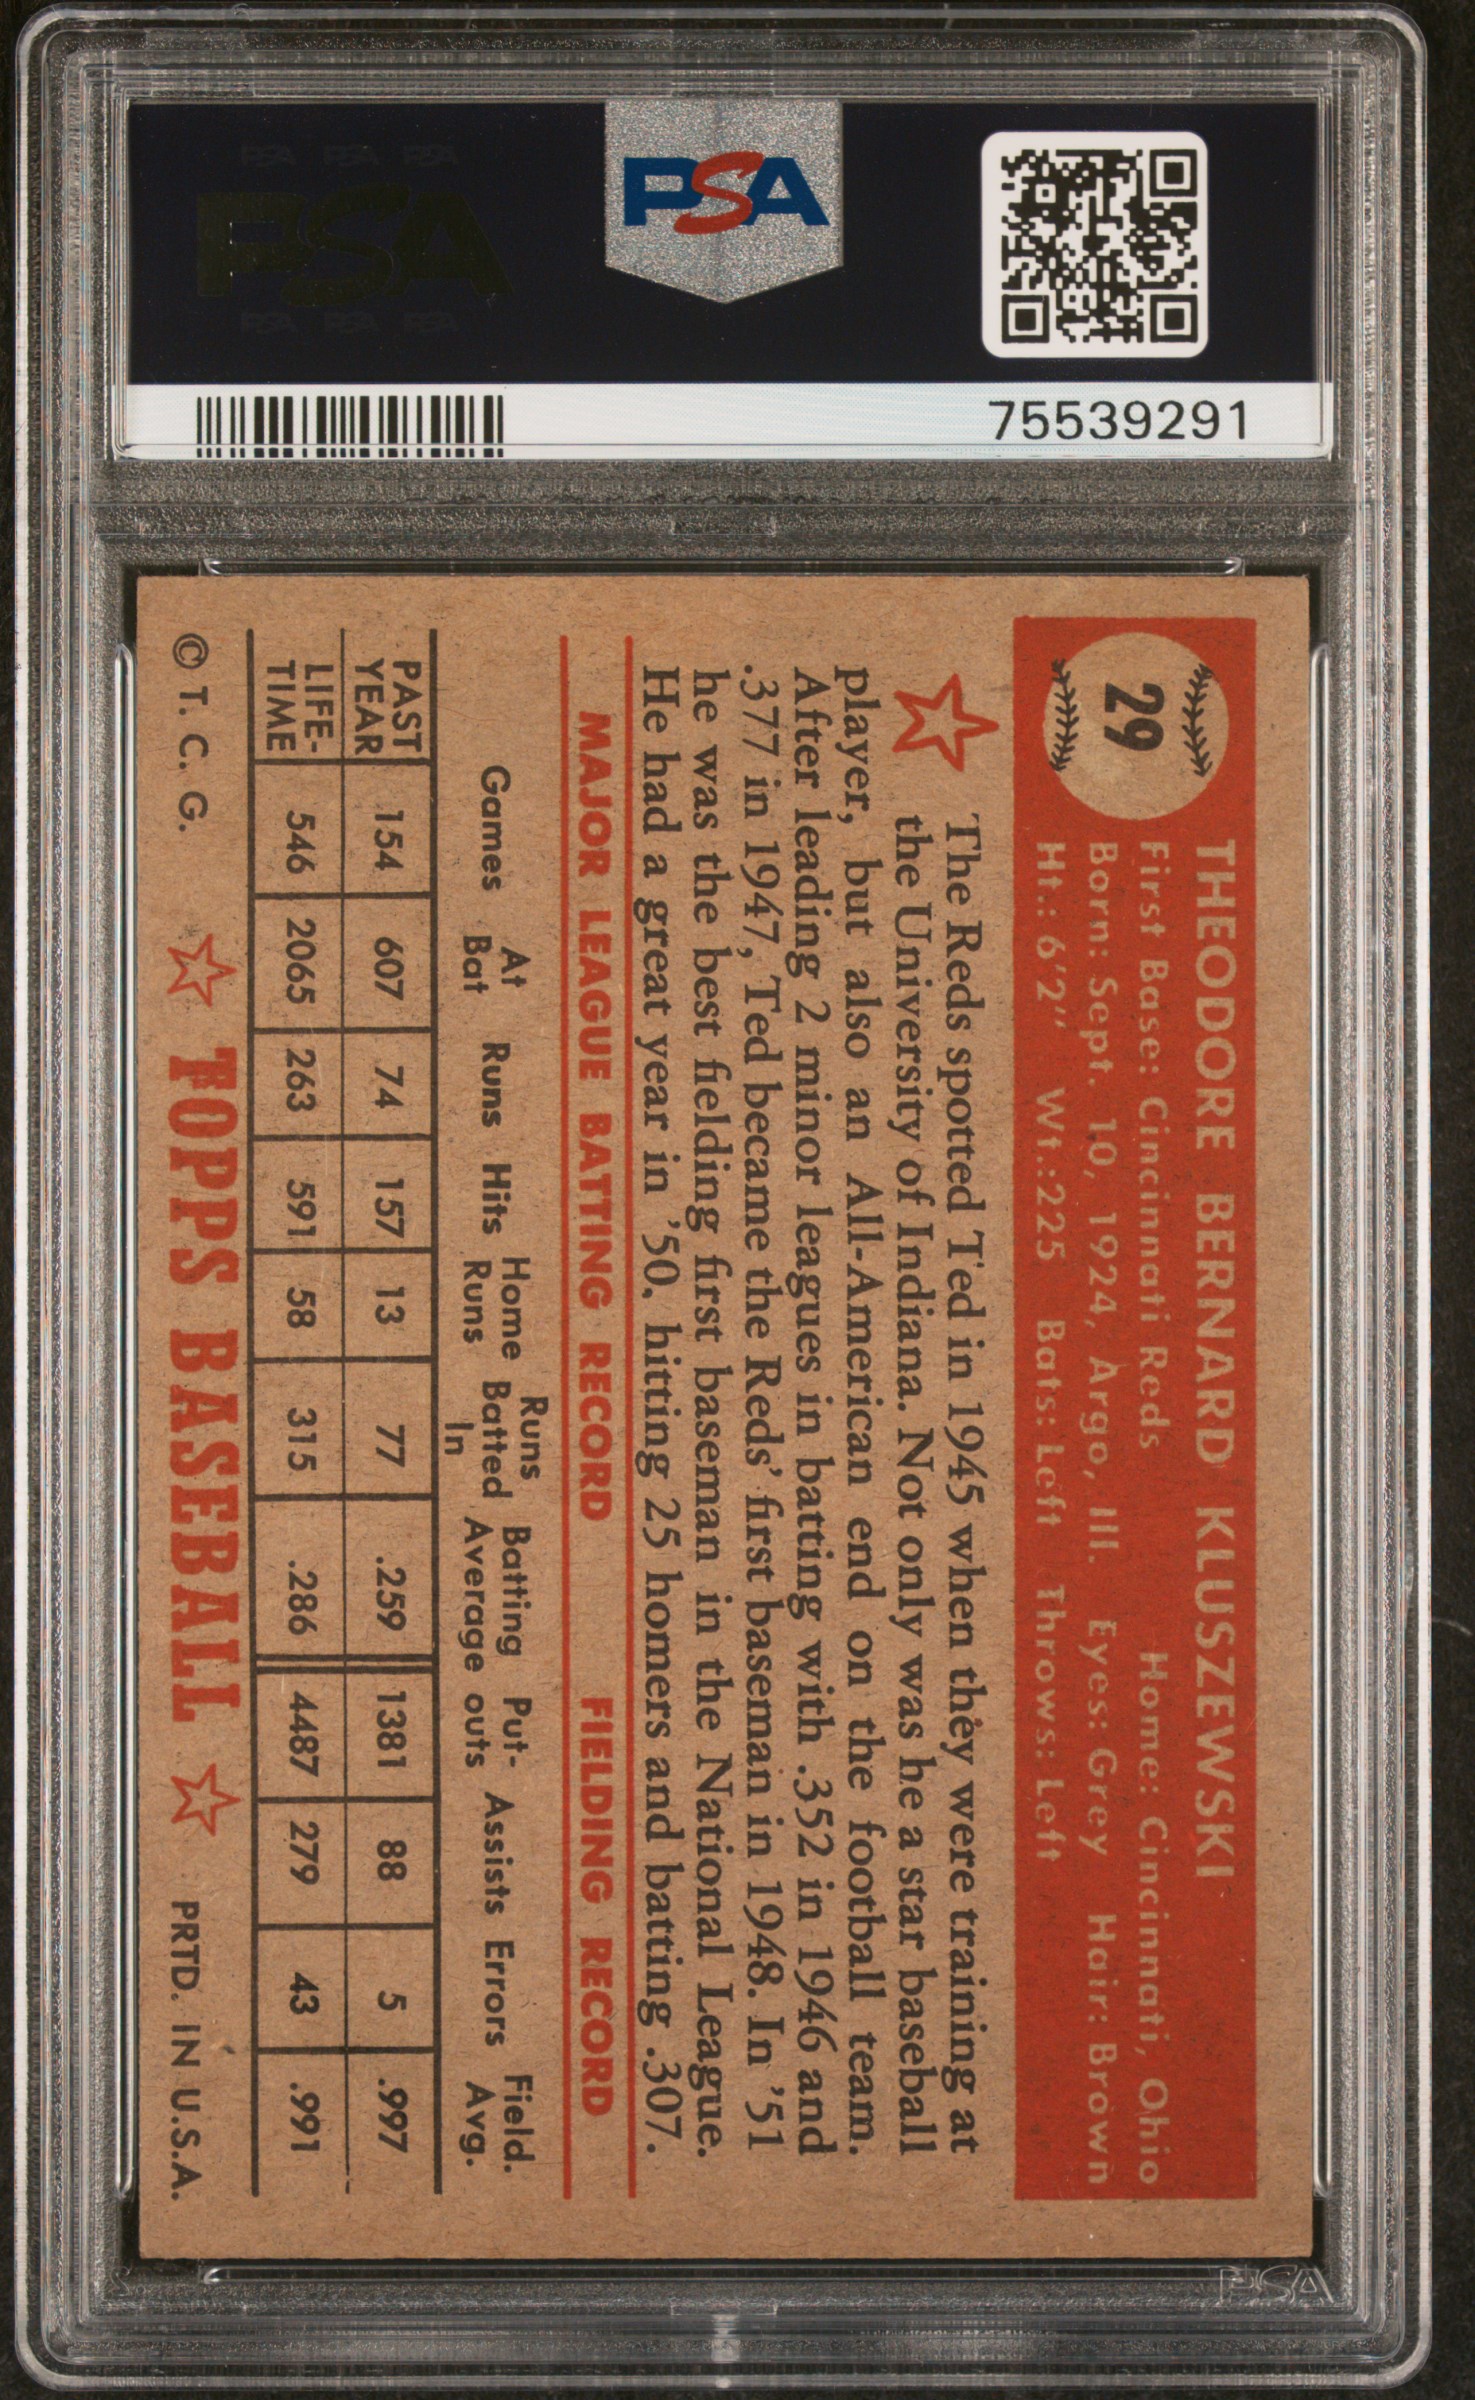 PSA PSA PSA
PSA
PSA PSA PSA
PSA
75539291
29
THEODORE BERNARD KLUSZEWSKI
First Base: Cincinnati Reds Home: Cincinnati, Ohio
Born: Sept. 10, 1924, Argo, Ill. Eyes: Grey Hair: Brown
Ht.: 6'2" Wt.: 225 Bats: Left Throws: Left
The Reds spotted Ted in 1945 when they were training at
the University of Indiana. Not only was he a star baseball
player, but also an All-American end on the football team.
After leading 2 minor leagues in batting with .352 in 1946 and
.377 in 1947, Ted became the Reds' first baseman in 1948. In '51
he was the best fielding first baseman in the National League.
He had a great year in '50, hitting 25 homers and batting .307.
MAJOR LEAGUE BATTING RECORD FIELDING RECORD
Games At Bat Runs Hits Home Runs Runs Batted In Batting Average Put-outs Assists Errors Field. Avg.
PAST YEAR 154 607 74 157 13 77 .259 1381 88 5 .997
LIFE-TIME 546 2065 263 591 58 315 .286 4487 279 43 .991
© T. C. G. TOPPS BASEBALL PRTD. IN U.S.A.
PSA